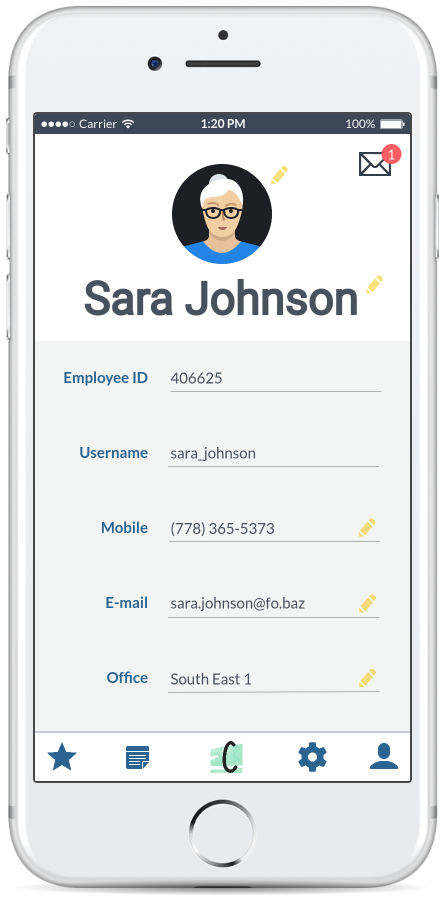 Carrier 1:20 PM 100%
1
Sara Johnson
Employee ID 406625
Username sara_johnson
Mobile (778) 365-5373
E-mail sara.johnson@fo.baz
Office South East 1
C